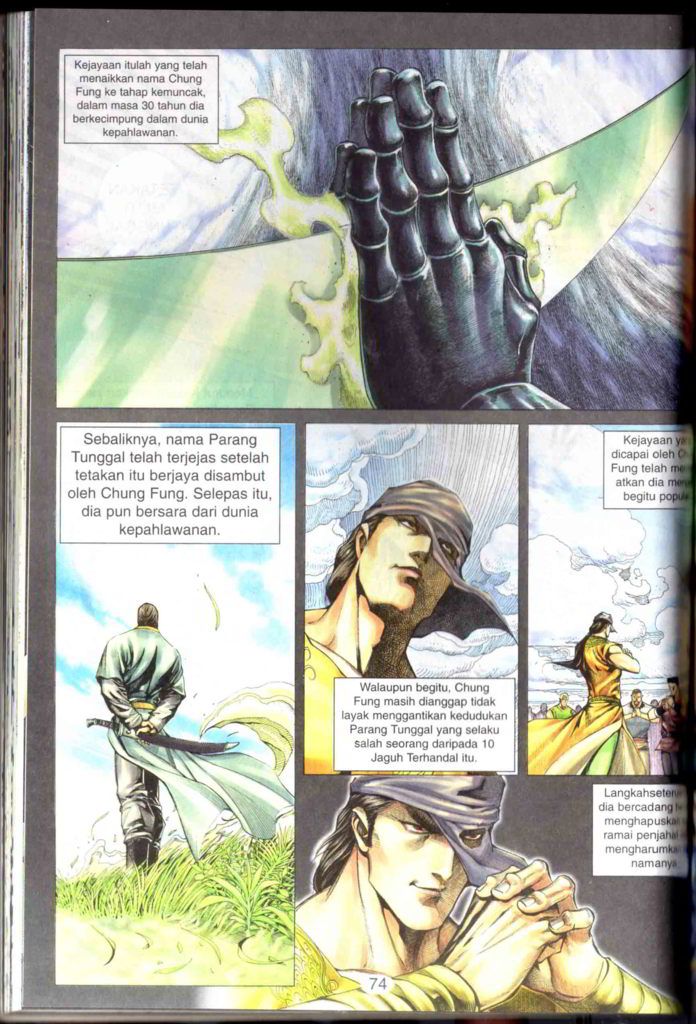 Kejayaan itulah yang telah
menaikkan nama Chung
Fung ke tahap kemuncak,
dalam masa 30 tahun dia
berkecimpung dalam dunia
kepahlawanan.
Sebaliknya, nama Parang
Tunggal telah terjejas setelah
tetakan itu berjaya disambut
oleh Chung Fung. Selepas itu,
dia pun bersara dari dunia
kepahlawanan.
Walaupun begitu, Chung
Fung masih dianggap tidak
layak menggantikan kedudukan
Parang Tunggal yang selaku
salah seorang daripada 10
Jaguh Terhandal itu.
Kejayaan
dicapai oleh
Fung telah
atkan dia
begitu
dia bercadang
menghapuskan
ramai
mengharumkan
namanya
74